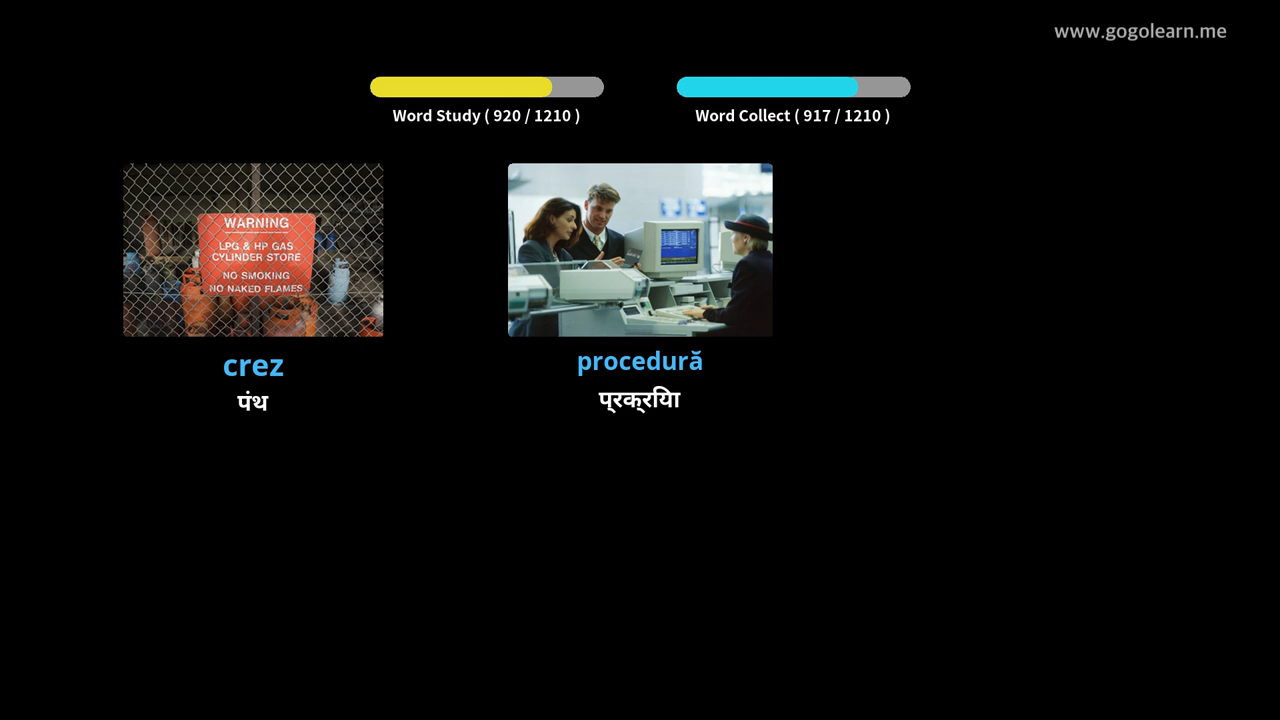 www.gogolearn.me
Word Study ( 920 / 1210 )
Word Collect ( 917 / 1210 )
WARNING
LPG & HP GAS
CYLINDER STORE
NO SMOKING
NO NAKED FLAMES
crez
पंथ
procedură
प्रक्रिया